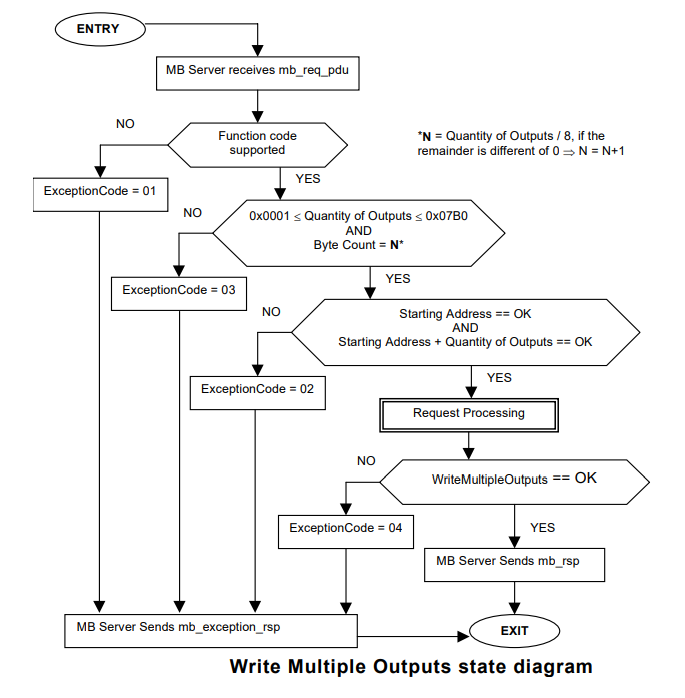 ENTRY
MB Server receives mb_req_pdu
NO
Function code
supported
*N = Quantity of Outputs / 8, if the
remainder is different of 0 ⇒ N = N+1
YES
ExceptionCode = 01
NO
0x0001 ≤ Quantity of Outputs ≤ 0x07B0
AND
Byte Count = N*
YES
ExceptionCode = 03
NO
Starting Address == OK
AND
Starting Address + Quantity of Outputs == OK
YES
ExceptionCode = 02
Request Processing
NO
WriteMultipleOutputs == OK
YES
ExceptionCode = 04
MB Server Sends mb_rsp
MB Server Sends mb_exception_rsp
EXIT
Write Multiple Outputs state diagram